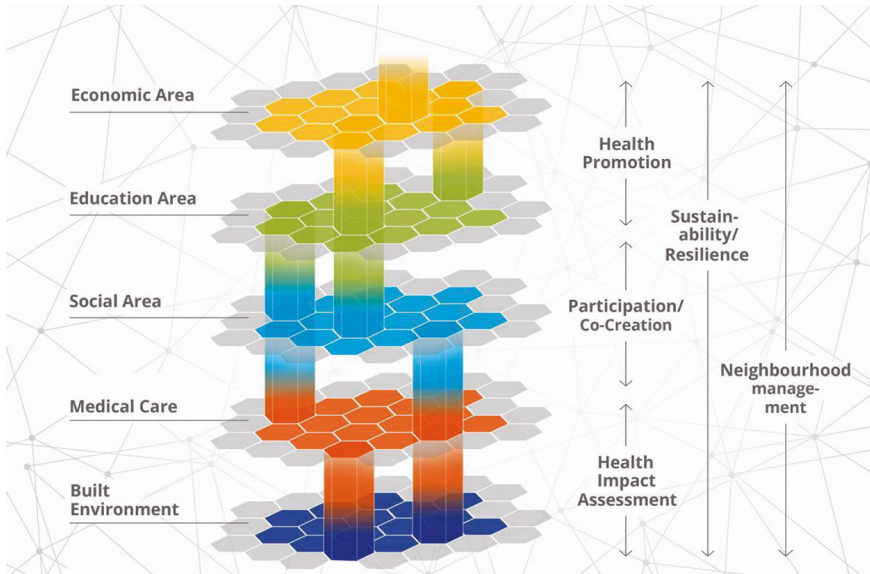 Economic Area
Education Area
Social Area
Medical Care
Built
Environment
Health
Promotion
Participation/
Co-Creation
Health
Impact
Assessment
Sustain-
ability/
Resilience
Neighbourhood
manage-
ment